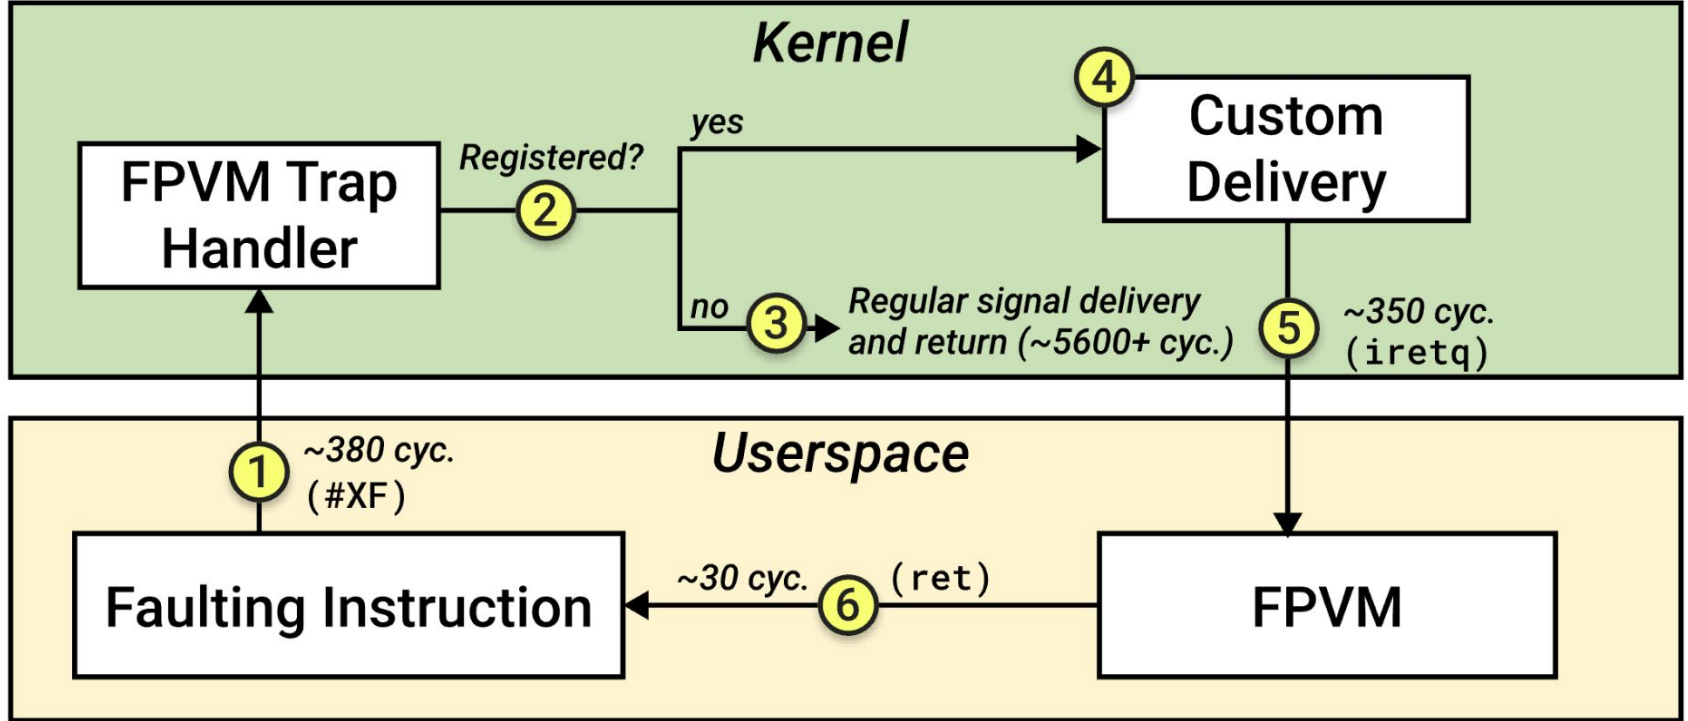 Kernel
4
Custom
Delivery
yes
Registered?
FPVM Trap
Handler
2
no
3
Regular signal delivery
and return (~5600+ cyc.)
5
~350 cyc.
(iretq)
Userspace
1
~380 cyc.
(#XF)
Faulting Instruction
~30 cyc.
6
(ret)
FPVM